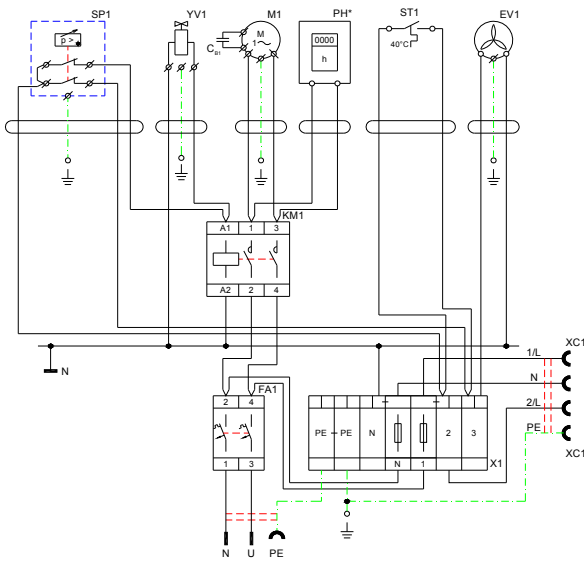 SP1 YV1 M1 PH* ST1 EV1
p > C B1 M 1~ 0000 h 40°C
KM1
A1 1 3
A2 2 4
N
FA1
2 4
1 3
XC1
1/L
N
2/L
PE
XC1
PE PE N 2 3
N 1 X1
N U PE